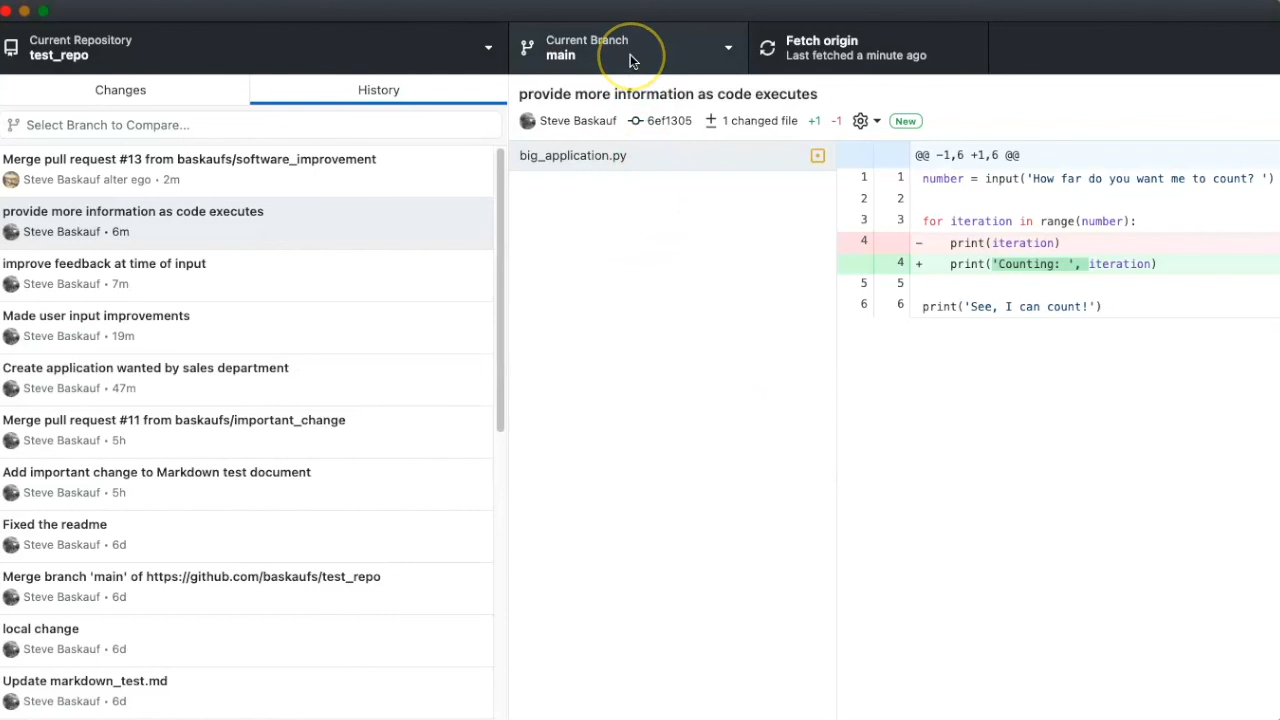 Current Repository
test_repo
Current Branch
main
Fetch origin
Last fetched a minute ago
Changes
History
Select Branch to Compare...
Merge pull request #13 from baskaufs/software_improvement
Steve Baskauf alter ego • 2m
provide more information as code executes
Steve Baskauf • 6m
improve feedback at time of input
Steve Baskauf • 7m
Made user input improvements
Steve Baskauf • 19m
Create application wanted by sales department
Steve Baskauf • 47m
Merge pull request #11 from baskaufs/important_change
Steve Baskauf • 5h
Add important change to Markdown test document
Steve Baskauf • 5h
Fixed the readme
Steve Baskauf • 6d
Merge branch 'main' of https://github.com/baskaufs/test_repo
Steve Baskauf • 6d
local change
Steve Baskauf • 6d
Update markdown_test.md
Steve Baskauf • 6d
provide more information as code executes
Steve Baskauf 6ef1305 1 changed file +1 -1 New
big_application.py
@@ -1,6 +1,6 @@
1 1 number = input('How far do you want me to count? ')
2 2
3 3 for iteration in range(number):
4 - print(iteration)
4 + print('Counting: ', iteration)
5 5
6 6 print('See, I can count!')